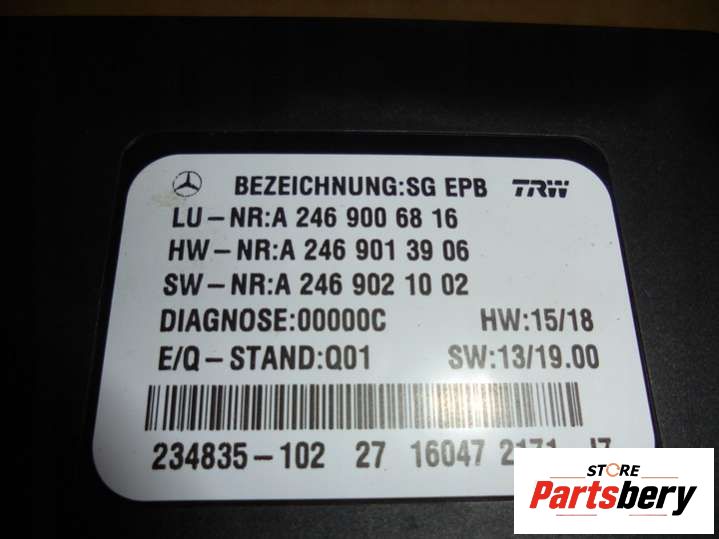 BEZEICHNUNG:SG EPB TRW
LU-NR:A 246 900 68 16
HW-NR:A 246 901 39 06
SW-NR:A 246 902 10 02
DIAGNOSE:00000C HW:15/18
E/Q-STAND:Q01 SW:13/19.00
234835-102 27 16047
STORE
Partsbery